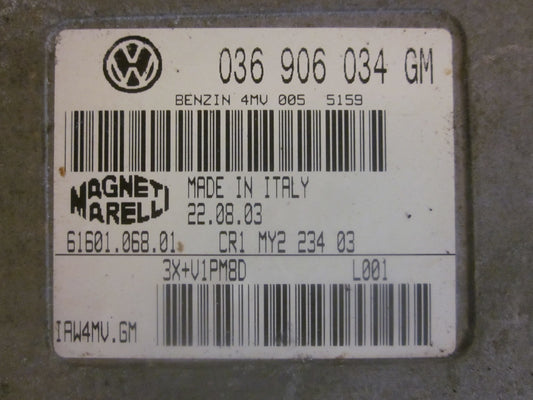 036 906 034 GM
BENZIN 4MV 005 5159
MAGNETI MARELLI
MADE IN ITALY
22.08.03
61601.068.01 CR1 MY2 234 03
3X+V1PM8D L001
IAW4MV.GM